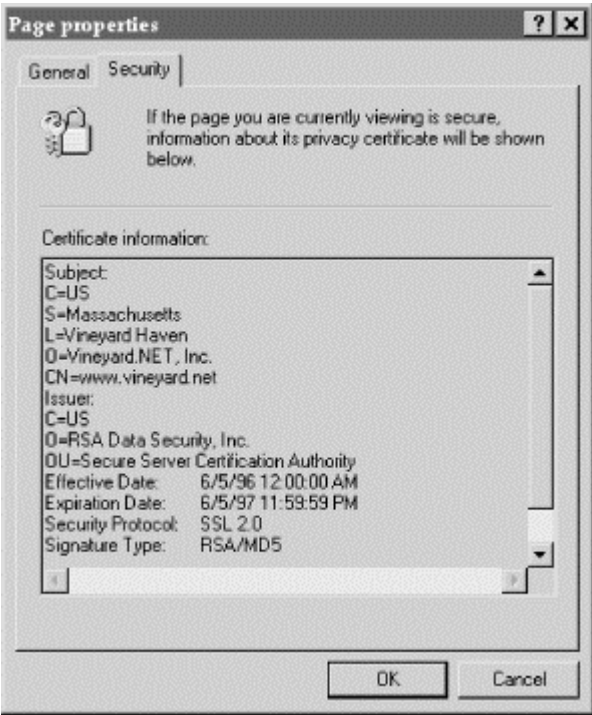 Page properties
General Security
If the page you are currently viewing is secure,
information about its privacy certificate will be shown
below.
Certificate information:
Subject:
C=US
S=Massachusetts
L=Vineyard Haven
O=Vineyard.NET, Inc.
CN=www.vineyard.net
Issuer:
C=US
O=RSA Data Security, Inc.
OU=Secure Server Certification Authority
Effective Date: 6/5/96 12:00:00 AM
Expiration Date: 6/5/97 11:59:59 PM
Security Protocol: SSL 2.0
Signature Type: RSA/MD5
OK Cancel